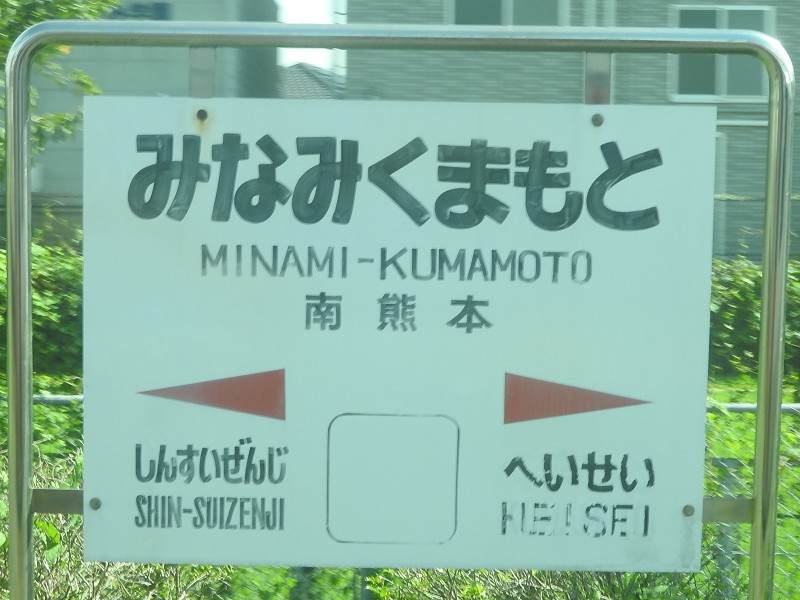 みなみくまもと
MINAMI-KUMAMOTO
南熊本
しんすいぜんじ
SHIN-SUIZENJI
へいせい
HEISEI